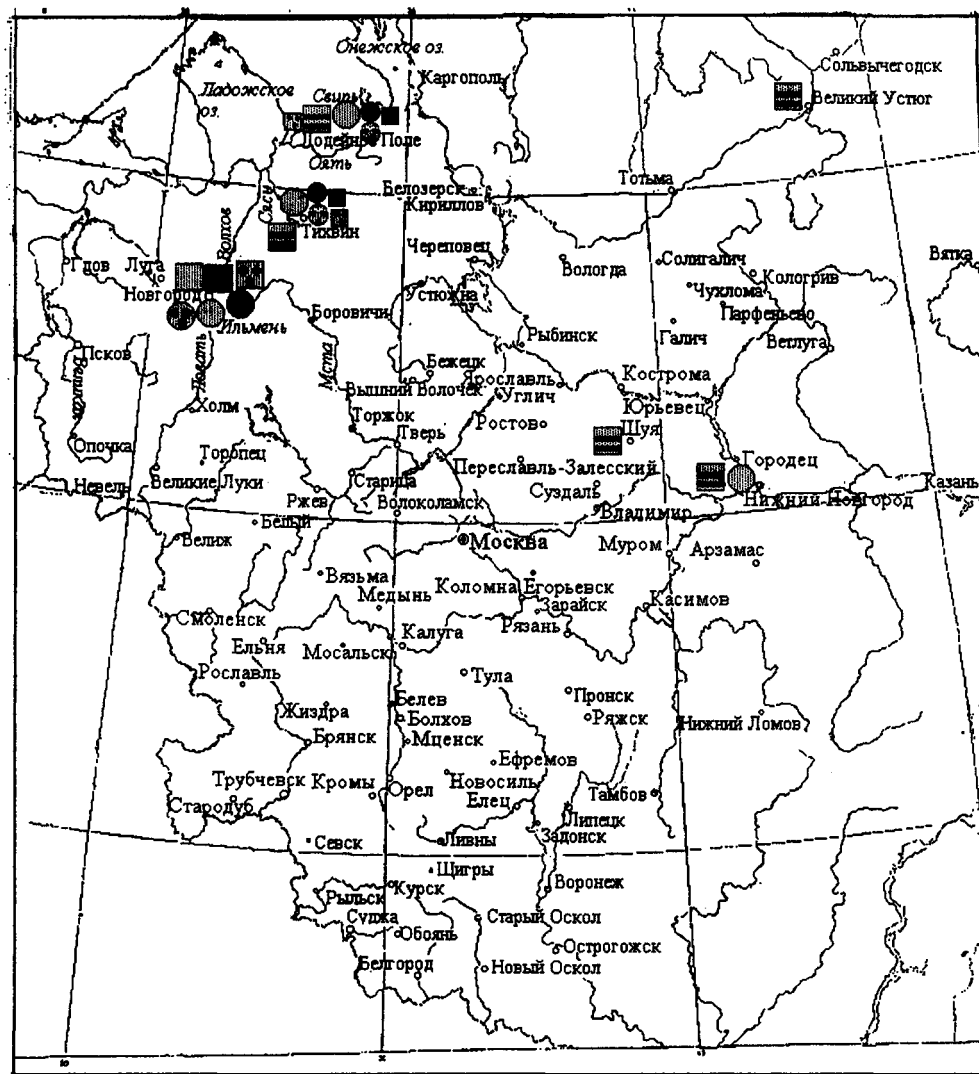 Онежское оз.
Сольвычегодск
Каргополь
Ладожское
оз.
Свирь
Великий Устюг
Лодейное Поле
Оять
Тотьма
Белозерск
Кириллов
Сясь
Тихвин
Волхов
Череповец
Вологда
Солигалич
Вятка
Гдов
Луга
Кологрив
Чухлома
Новгород
Устюжна
Парфеньево
Ильмень
Боровичи
Рыбинск
Галич
Ветлуга
Псков
Великая
Ловать
Мста
Бежецк
Вышний Волочек
Ярославль
Кострома
Углич
Холм
Юрьевец
Торжок
Ростов
Шуя
Опочка
Тверь
Торопец
Переславль-Залесский
Городец
Невель
Великие Луки
Старица
Суздаль
Казань
Ржев
Волоколамск
Нижний Новгород
Владимир
Белый
Велиж
Москва
Муром
Арзамас
Вязьма
Коломна
Егорьевск
Медынь
Зарайск
Касимов
Смоленск
Рязань
Калуга
Ельня
Мосальск
Рославль
Тула
Пронск
Белев
Жиздра
Болхов
Ряжск
Нижний Ломов
Брянск
Мценск
Ефремов
Трубчевск
Кромы
Орел
Новосиль
Тамбов
Стародуб
Елец
Липецк
Задонск
Севск
Ливны
Щигры
Курск
Воронеж
Рыльск
Суджа
Старый Оскол
Обоянь
Острогожск
Белгород
Новый Оскол